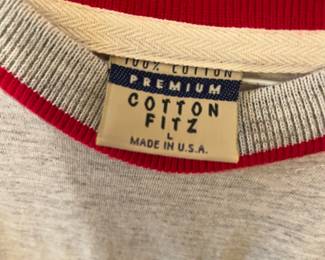 100% COTTON
PREMIUM
COTTON
FITZ
L
MADE IN U.S.A.